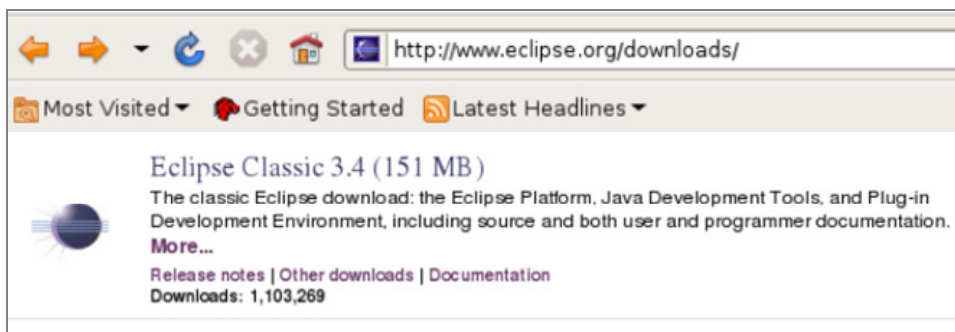 http://www.eclipse.org/downloads/
Most Visited Getting Started Latest Headlines
Eclipse Classic 3.4 (151 MB)
The classic Eclipse download: the Eclipse Platform, Java Development Tools, and Plug-in
Development Environment, including source and both user and programmer documentation.
More...
Release notes | Other downloads | Documentation
Downloads: 1,103,269